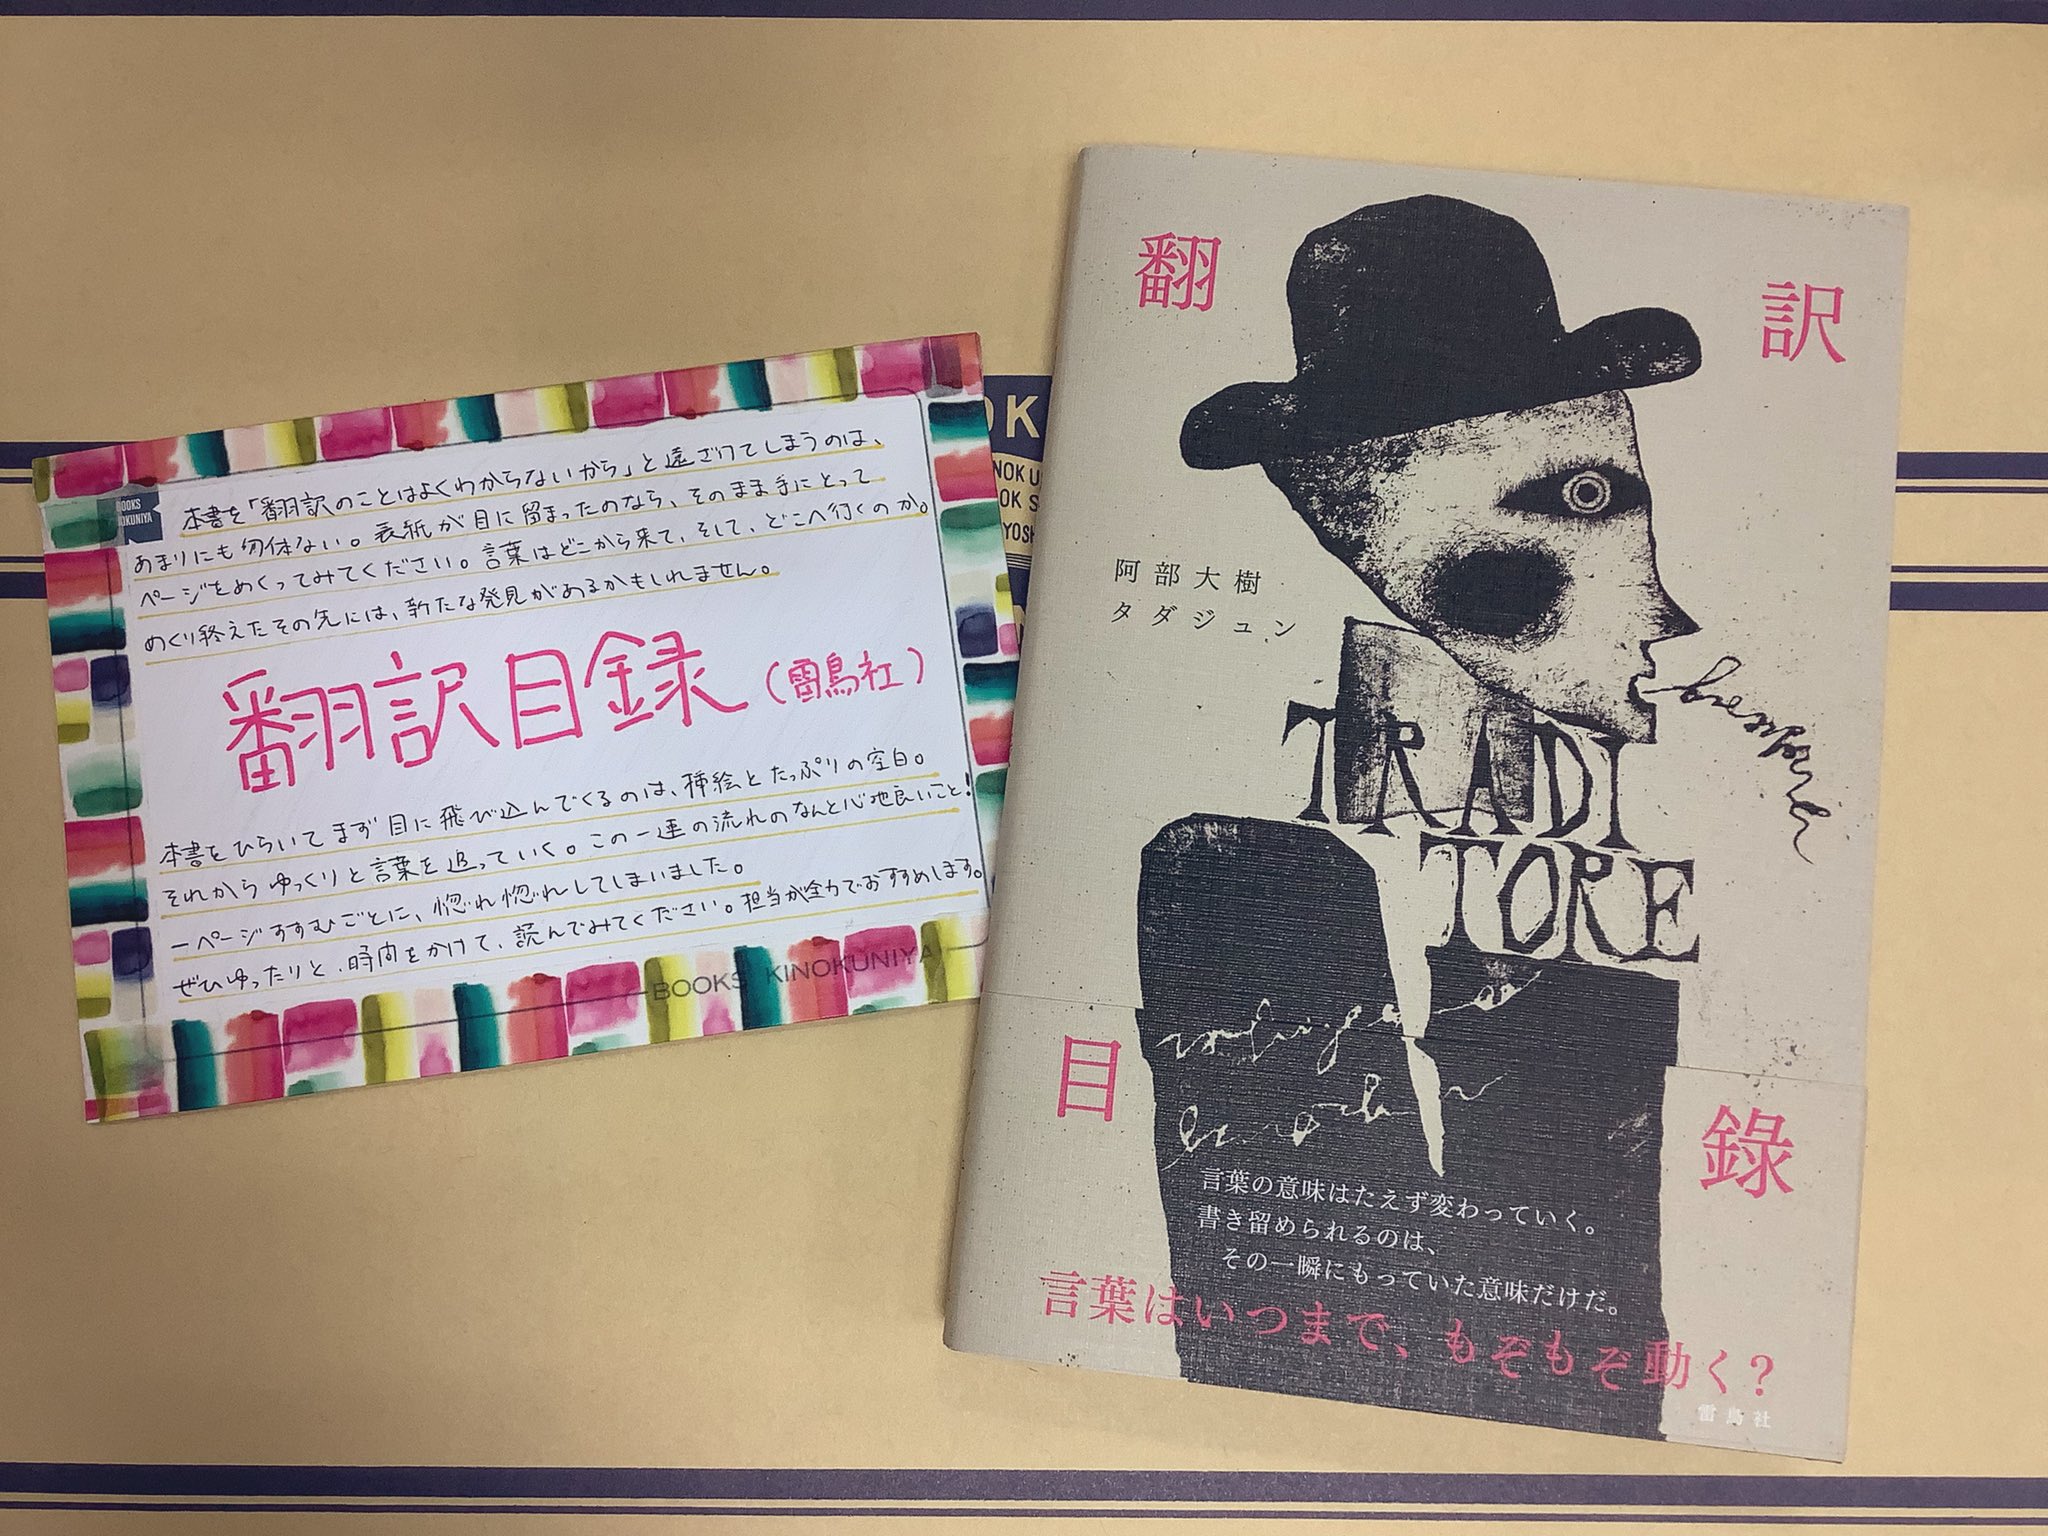 BOOKS
KINOKUNIYA
本書を「翻訳のことはよくわからないから」と遠ざけてしまうのは、
あまりにも勿体ない。表紙が目に留まったのなら、そのまま手にとって
ページをめくってみてください。言葉はどこから来て、そして、どこへ行くのか。
めくり終えたその先には、新たな発見があるかもしれません。
翻訳目録(雷鳥社)
本書をひらいてまず目に飛び込んでくるのは、挿絵とたっぷりの空白。
それからゆっくりと言葉を追っていく。この一連の流れのなんと心地良いこと!
一ページすすむごとに、惚れ惚れしてしまいました。
ぜひゆったりと、時間をかけて、読んでみてください。担当が全力でおすすめします。
BOOKS KINOKUNIYA
翻訳
阿部大樹
タダジュン
TRADI
TORE
目録
言葉の意味はたえず変わっていく。
書き留められるのは、
その一瞬にもっていた意味だけだ。
言葉はいつまで、もぞもぞ動く?
雷鳥社